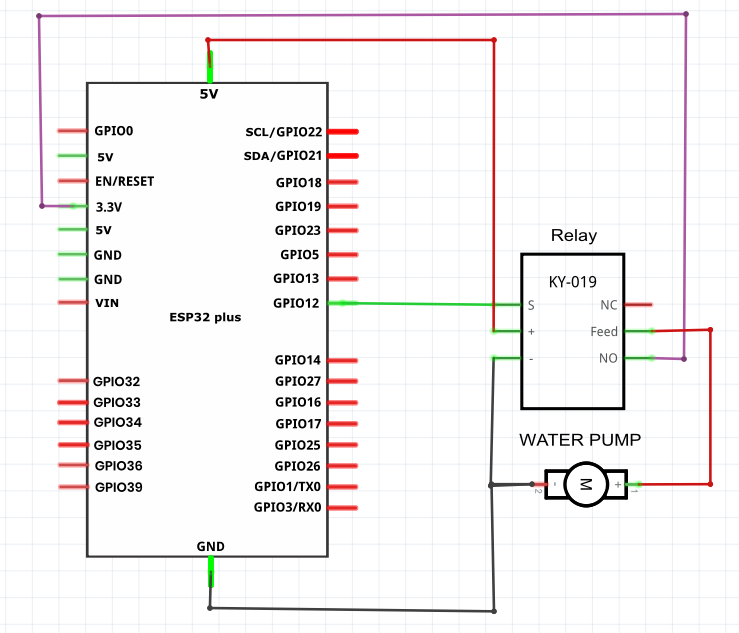 5V
GPIO0
5V
EN/RESET
3.3V
5V
GND
GND
VIN
GPIO32
GPIO33
GPIO34
GPIO35
GPIO36
GPIO39
ESP32 plus
SCL/GPIO22
SDA/GPIO21
GPIO18
GPIO19
GPIO23
GPIO5
GPIO13
GPIO12
GPIO14
GPIO27
GPIO16
GPIO17
GPIO25
GPIO26
GPIO1/TX0
GPIO3/RX0
GND
Relay
KY-019
S NC
+ Feed
- NO
WATER PUMP
2 - M + 1